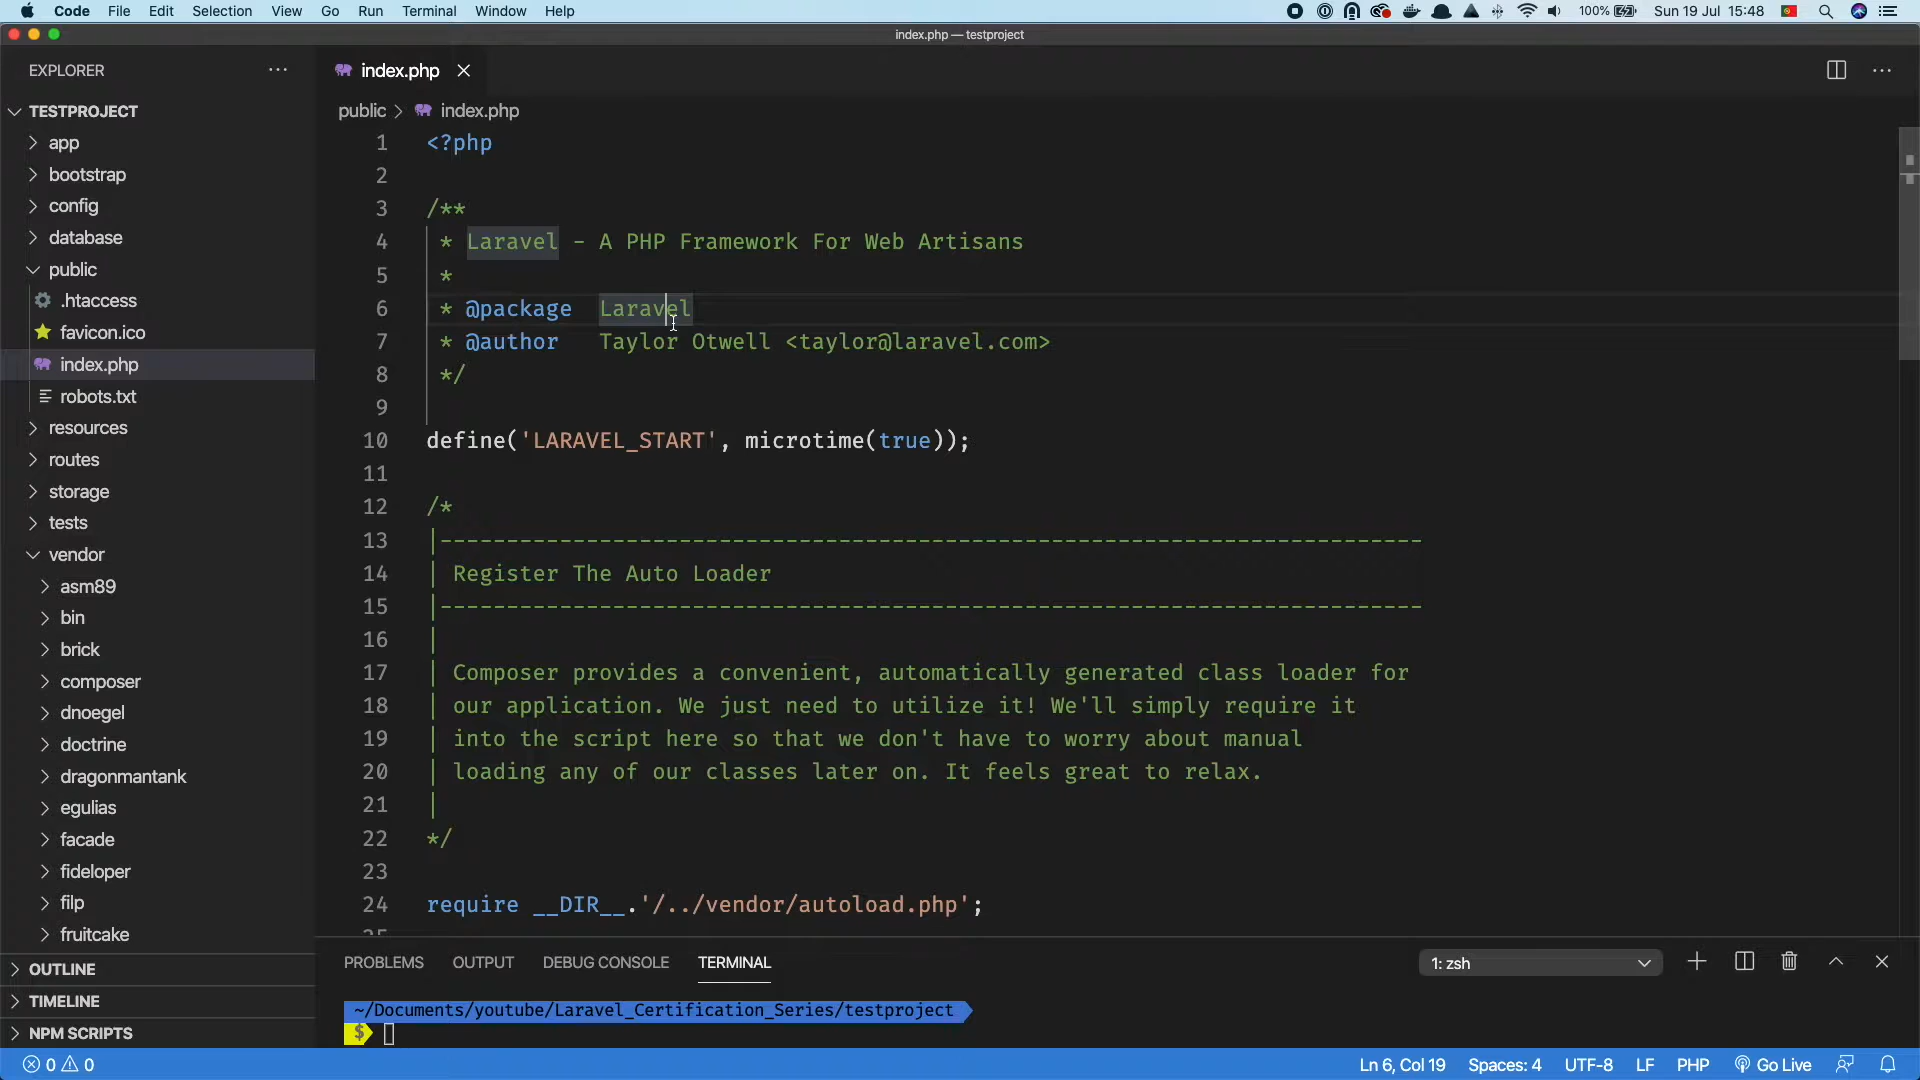 Code File Edit Selection View Go Run Terminal Window Help
100% Sun 19 Jul 15:48
index.php — testproject
EXPLORER
index.php
TESTPROJECT
public > index.php
app
bootstrap
config
database
public
.htaccess
favicon.ico
index.php
robots.txt
resources
routes
storage
tests
vendor
asm89
bin
brick
composer
dnoegel
doctrine
dragonmantank
egulias
facade
fideloper
filp
fruitcake
OUTLINE
TIMELINE
NPM SCRIPTS
1 <?php
2
3 /**
4 * Laravel - A PHP Framework For Web Artisans
5 *
6 * @package Laravel
7 * @author Taylor Otwell <taylor@laravel.com>
8 */
9
10 define('LARAVEL_START', microtime(true));
11
12 /*
13 |--------------------------------------------------------------------------
14 | Register The Auto Loader
15 |--------------------------------------------------------------------------
16 |
17 | Composer provides a convenient, automatically generated class loader for
18 | our application. We just need to utilize it! We'll simply require it
19 | into the script here so that we don't have to worry about manual
20 | loading any of our classes later on. It feels great to relax.
21 |
22 */
23
24 require __DIR__.'/../vendor/autoload.php';
PROBLEMS OUTPUT DEBUG CONSOLE TERMINAL
1: zsh
~/Documents/youtube/Laravel_Certification_Series/testproject
$
0 0
Ln 6, Col 19 Spaces: 4 UTF-8 LF PHP Go Live